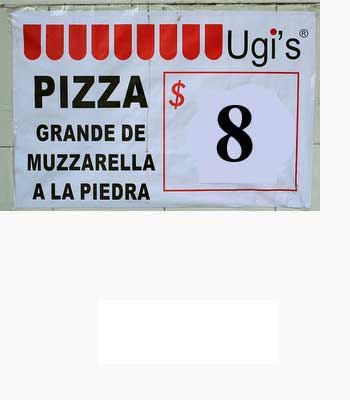 Ugi's®
PIZZA
GRANDE DE
MUZZARELLA
A LA PIEDRA
$ 8